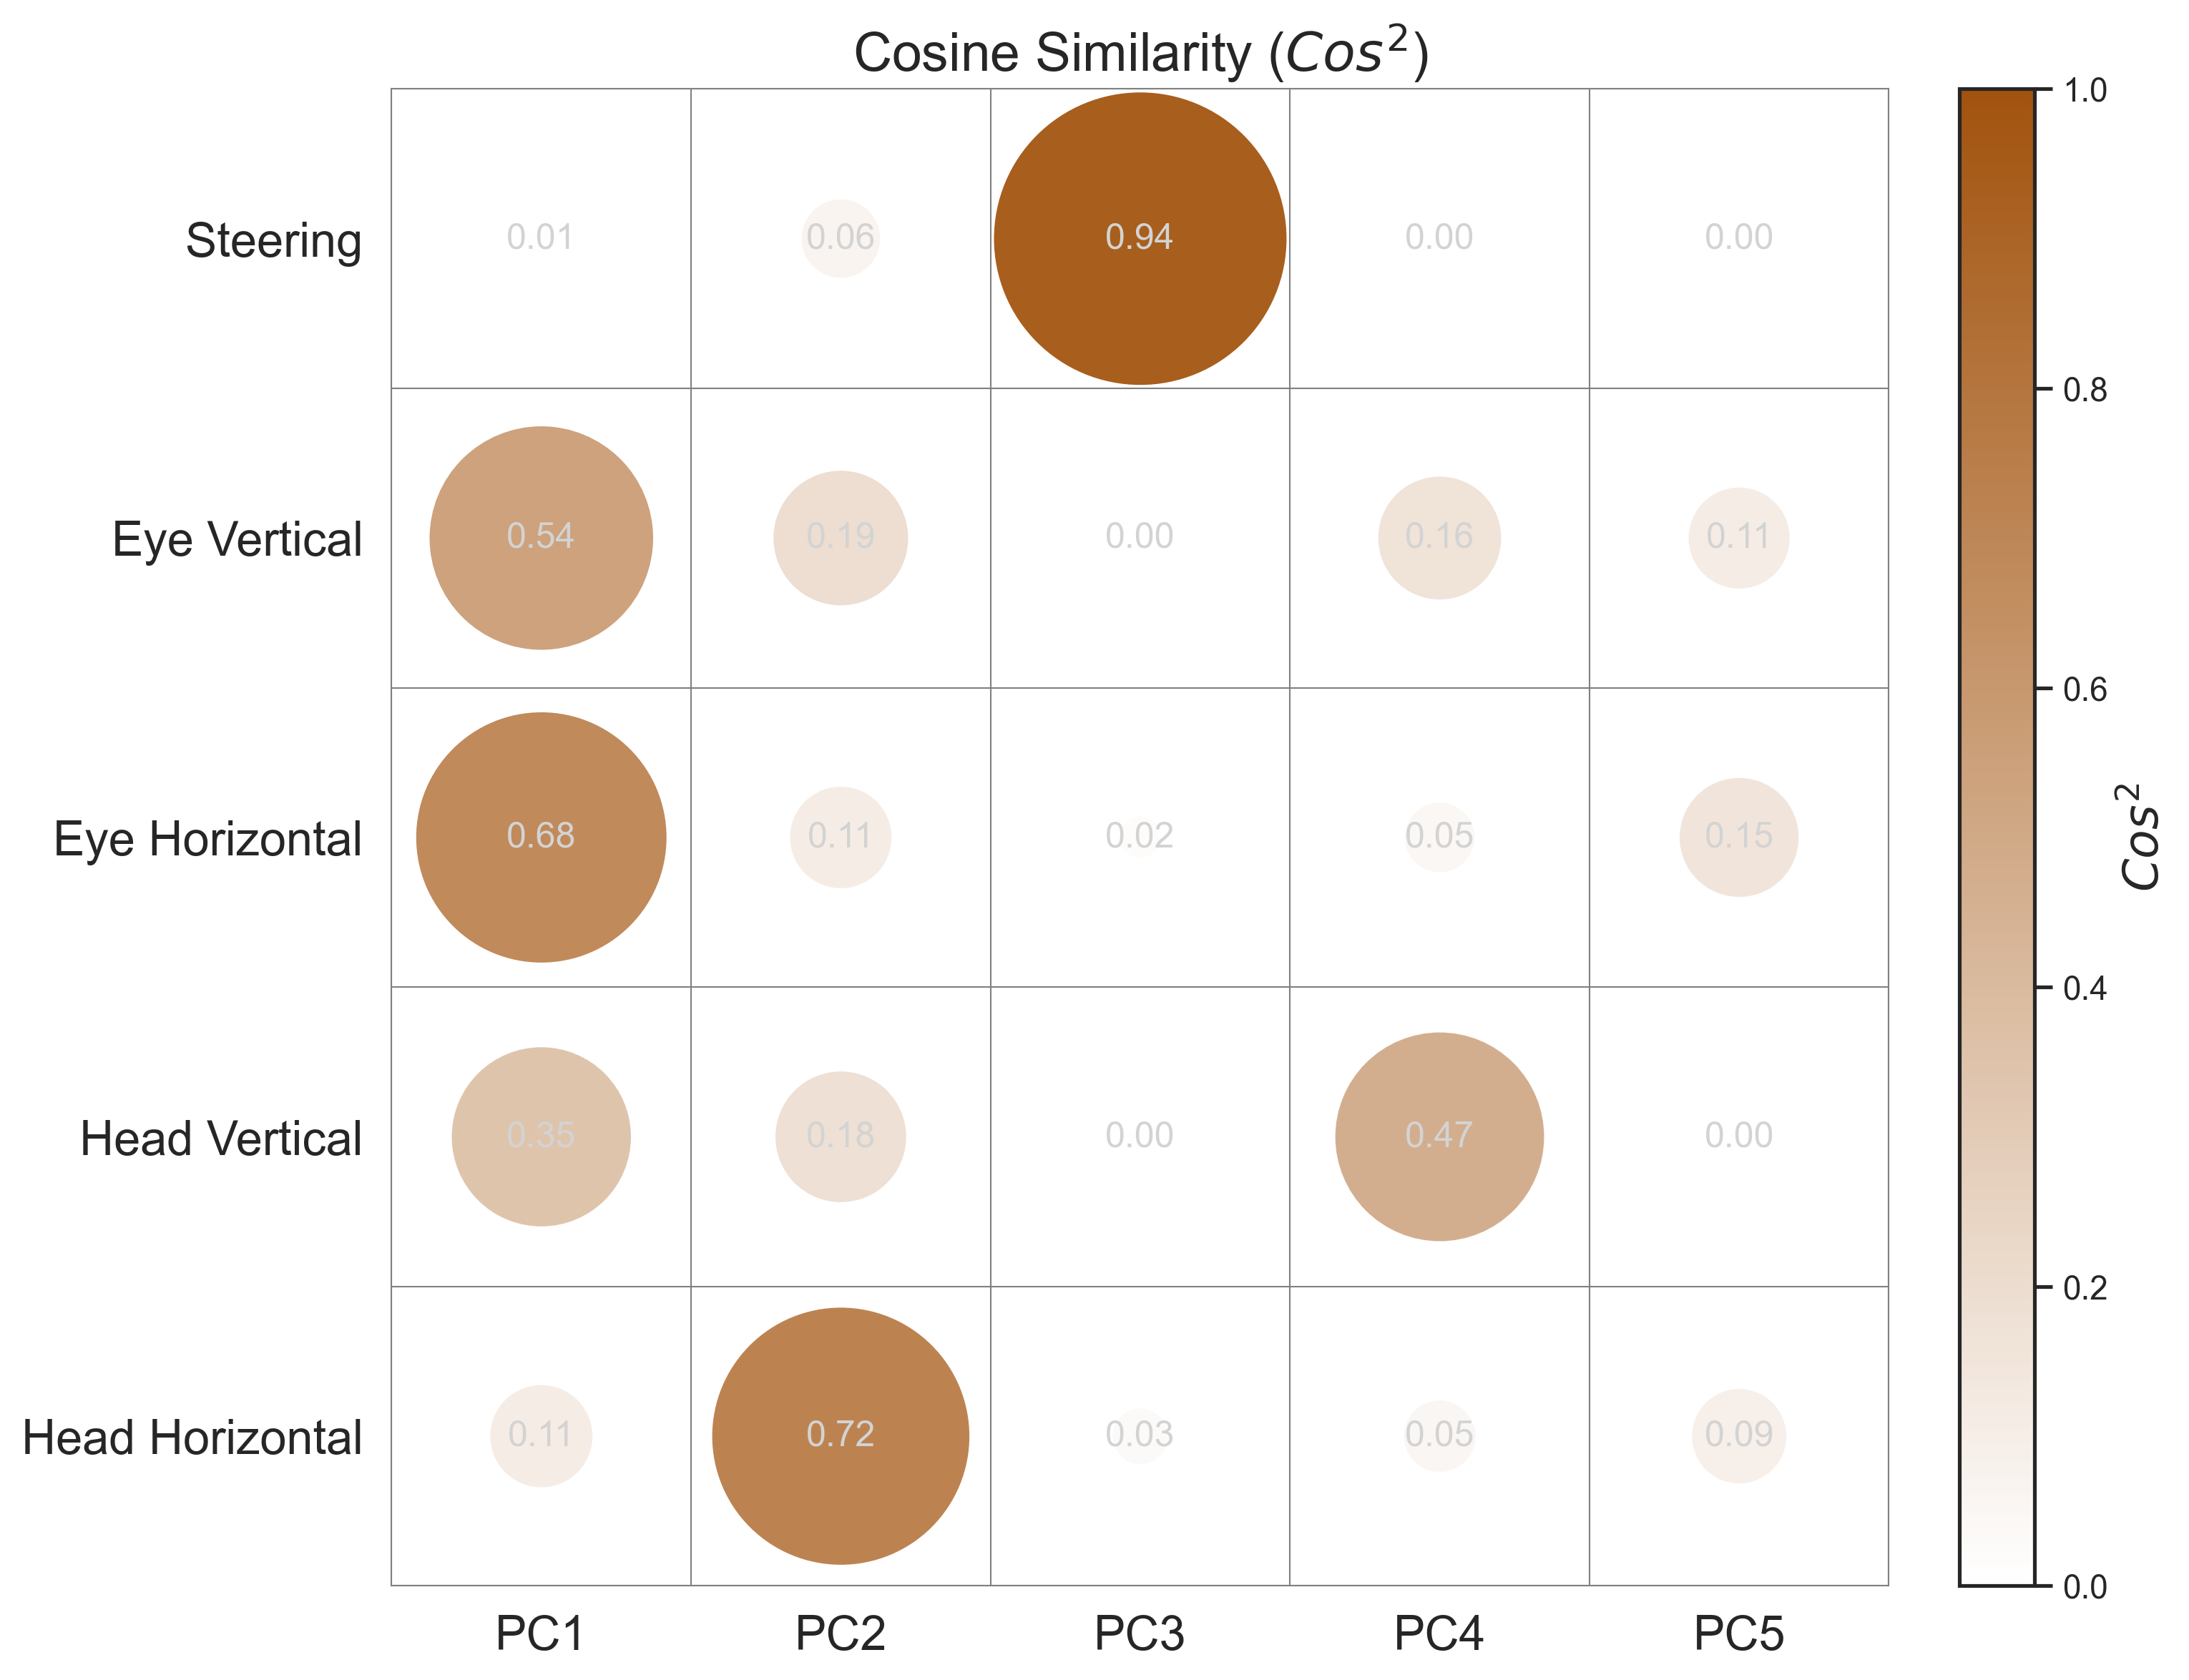 Cosine Similarity (Cos²)
Steering 0.01 0.06 0.94 0.00 0.00
Eye Vertical 0.54 0.19 0.00 0.16 0.11
Eye Horizontal 0.68 0.11 0.02 0.05 0.15
Head Vertical 0.35 0.18 0.00 0.47 0.00
Head Horizontal 0.11 0.72 0.03 0.05 0.09
PC1 PC2 PC3 PC4 PC5
1.0
0.8
0.6
0.4
0.2
0.0
Cos²